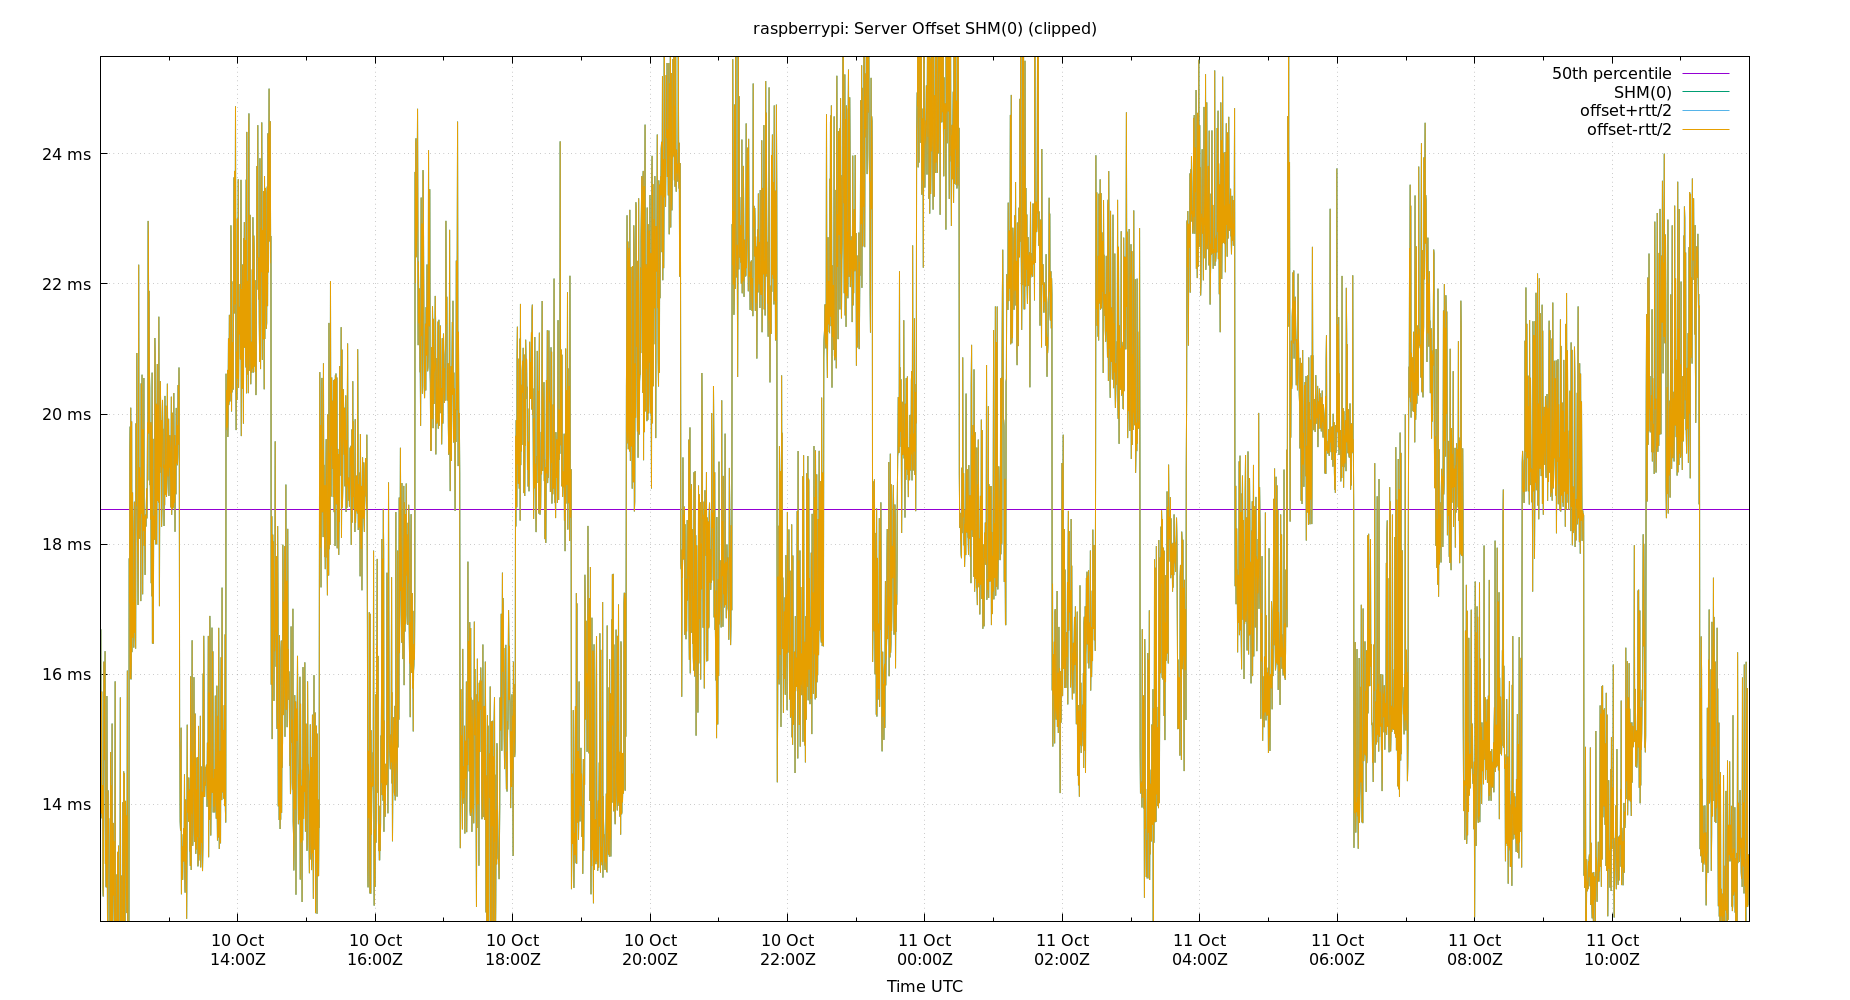 raspberrypi: Server Offset SHM(0) (clipped)
50th percentile
SHM(0)
offset+rtt/2
offset-rtt/2
24 ms
22 ms
20 ms
18 ms
16 ms
14 ms
10 Oct 10 Oct 10 Oct 10 Oct 10 Oct 11 Oct 11 Oct 11 Oct 11 Oct 11 Oct 11 Oct
14:00Z 16:00Z 18:00Z 20:00Z 22:00Z 00:00Z 02:00Z 04:00Z 06:00Z 08:00Z 10:00Z
Time UTC